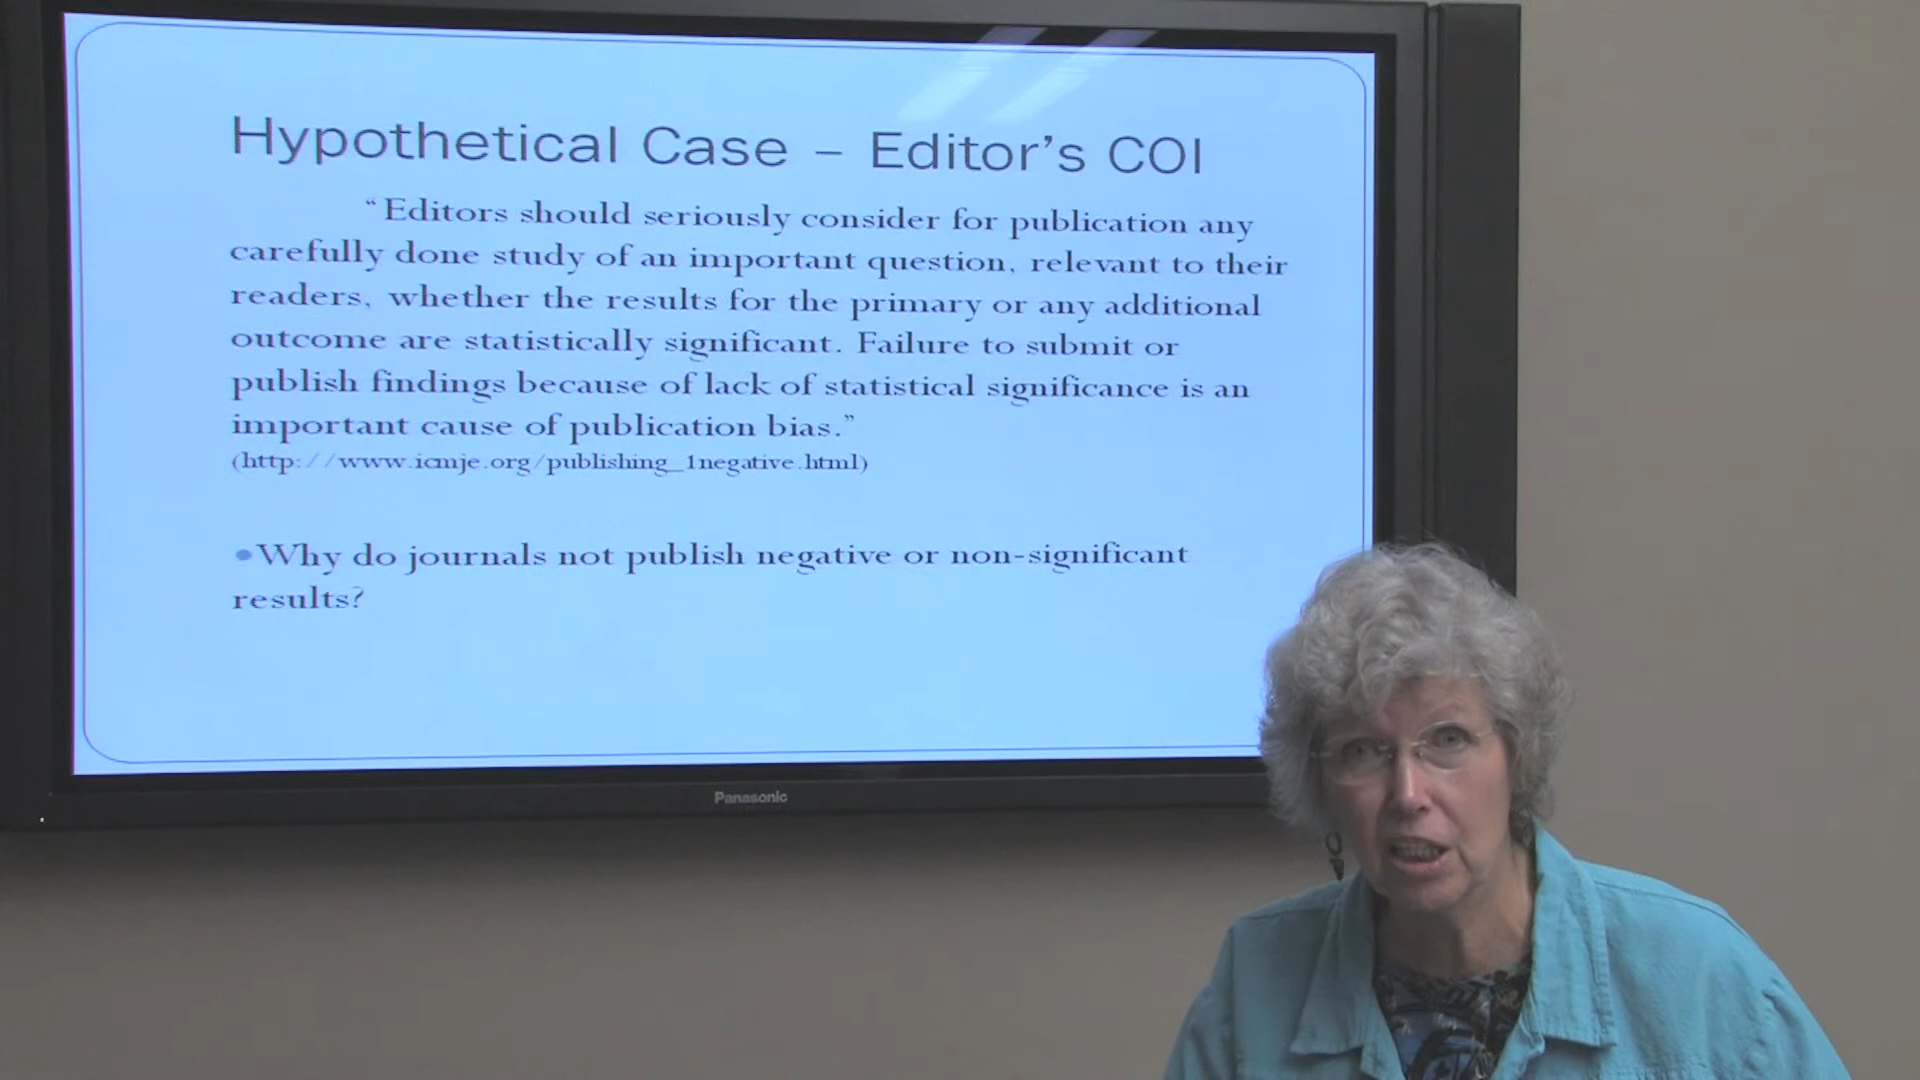 Hypothetical Case – Editor's COI
“Editors should seriously consider for publication any
carefully done study of an important question, relevant to their
readers, whether the results for the primary or any additional
outcome are statistically significant. Failure to submit or
publish findings because of lack of statistical significance is an
important cause of publication bias.”
(http://www.icmje.org/publishing_1negative.html)
•Why do journals not publish negative or non-significant
results?
Panasonic